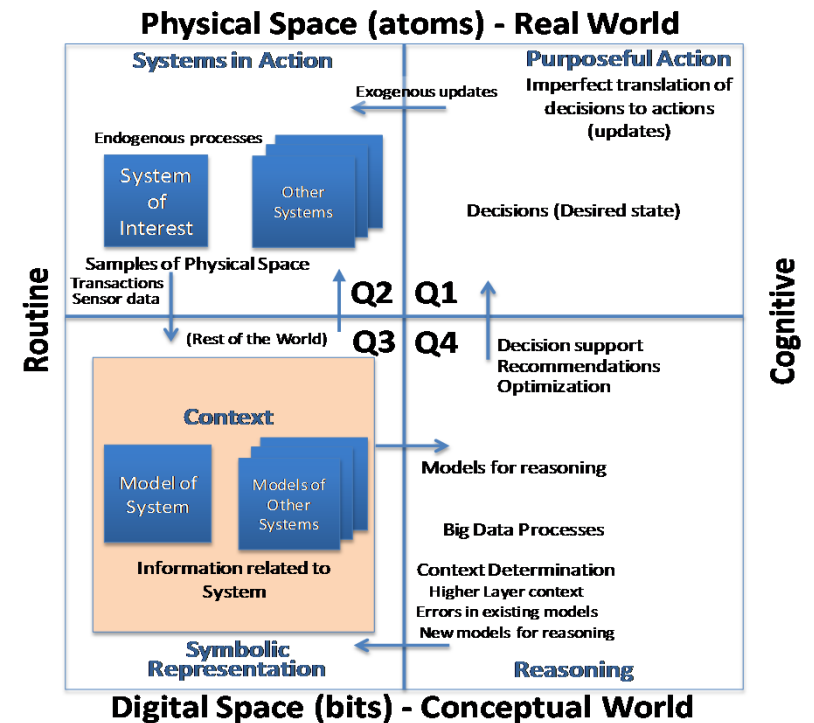 Physical Space (atoms) - Real World
Systems in Action
Purposeful Action
Imperfect translation of
decisions to actions
(updates)
Exogenous updates
Endogenous processes
System
of
Interest
Other
Systems
Decisions (Desired state)
Samples of Physical Space
Transactions
Sensor data
Routine
Cognitive
Q2
Q1
(Rest of the World)
Q3
Q4
Decision support
Recommendations
Optimization
Context
Model of
System
Models of
Other
Systems
Models for reasoning
Big Data Processes
Information related to
System
Context Determination
Higher Layer context
Errors in existing models
New models for reasoning
Symbolic
Representation
Reasoning
Digital Space (bits) - Conceptual World